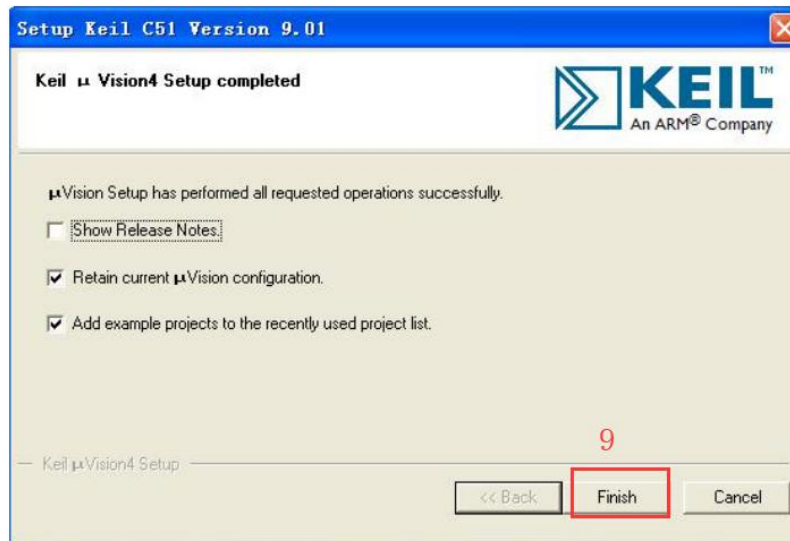 Setup Keil C51 Version 9.01
Keil μ Vision4 Setup completed
KEIL™
An ARM® Company
μVision Setup has performed all requested operations successfully.
Show Release Notes.
Retain current μVision configuration.
Add example projects to the recently used project list.
9
Keil μVision4 Setup
<< Back Finish Cancel